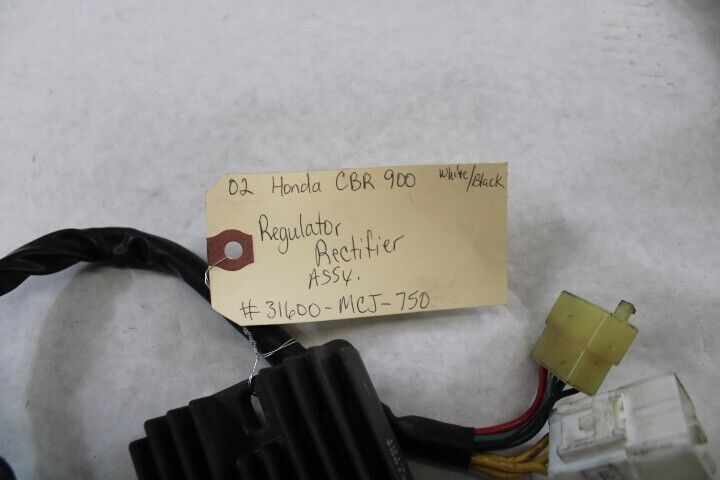 02 Honda CBR 900 White/Black
Regulator
Rectifier
ASSY.
# 31600-MCJ-750